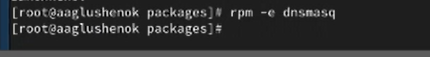 [root@aaglushenok packages]# rpm -e dnsmasq
[root@aaglushenok packages]#